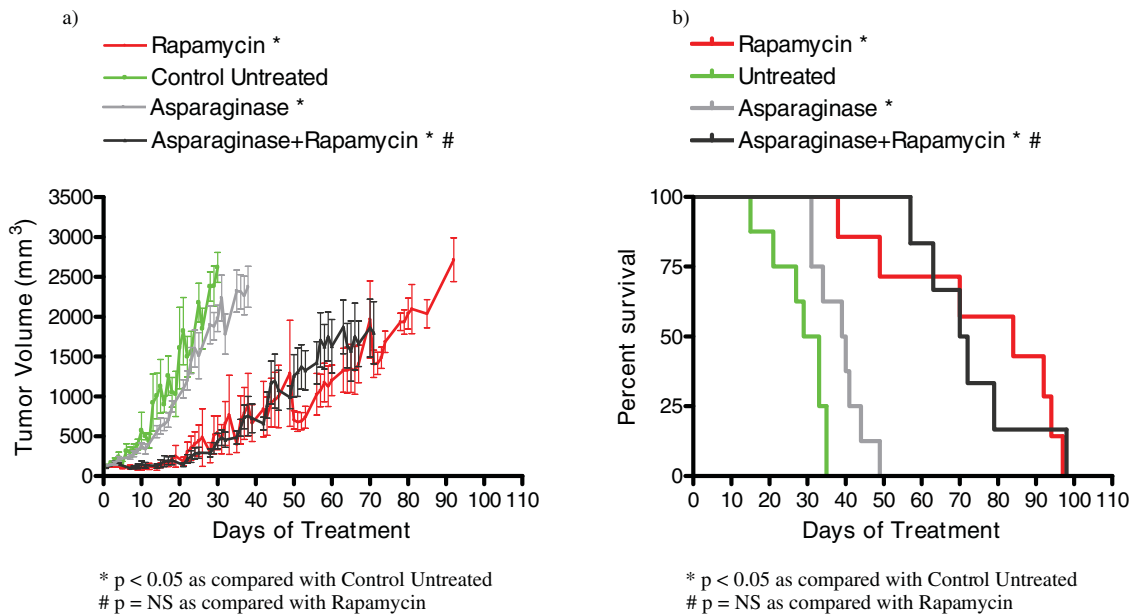 a)
Rapamycin *
Control Untreated
Asparaginase *
Asparaginase+Rapamycin * #
3500
3000
2500
2000
1500
1000
500
0
Tumor Volume (mm³)
0 10 20 30 40 50 60 70 80 90 100 110
Days of Treatment
* p < 0.05 as compared with Control Untreated
# p = NS as compared with Rapamycin
b)
Rapamycin *
Untreated
Asparaginase *
Asparaginase+Rapamycin * #
100
75
50
25
0
Percent survival
0 10 20 30 40 50 60 70 80 90 100 110
Days of Treatment
* p < 0.05 as compared with Control Untreated
# p = NS as compared with Rapamycin